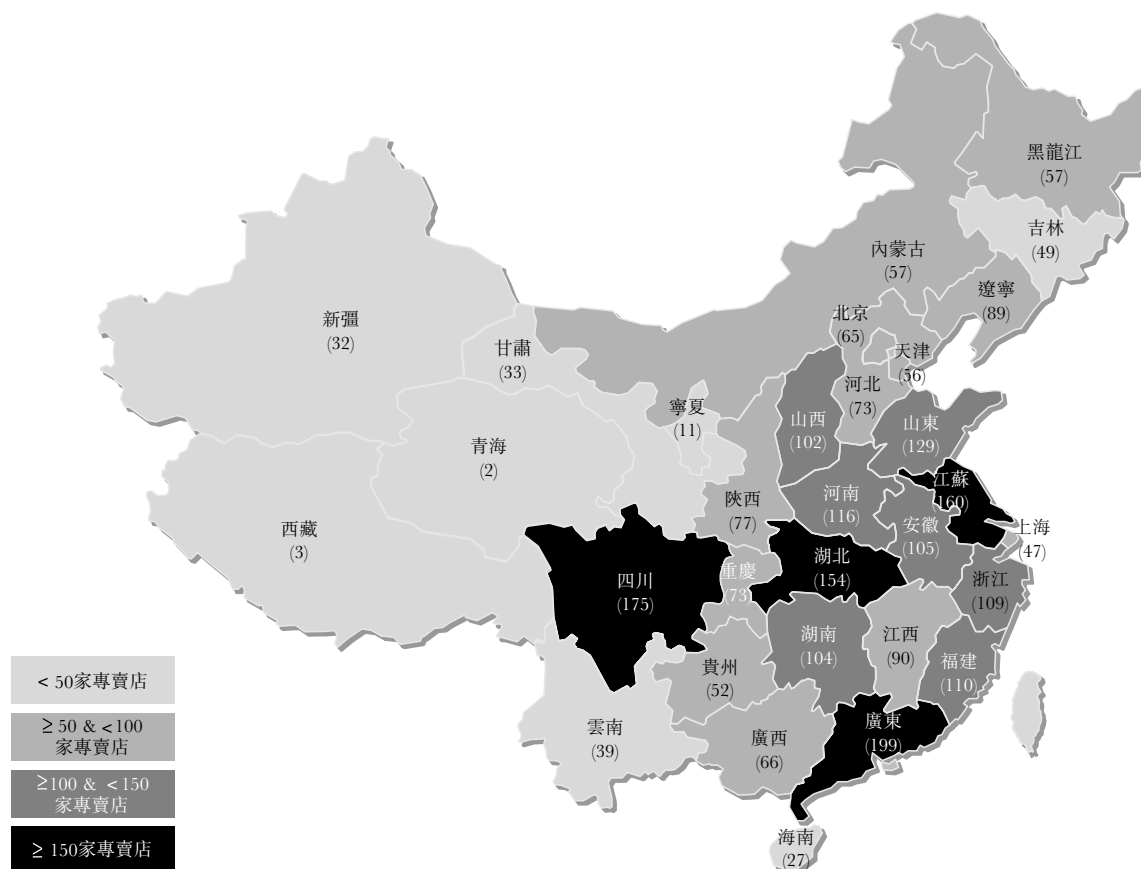 黑龍江
(57)
吉林
(49)
內蒙古
(57)
遼寧
(89)
北京
(65)
新疆
(32)
甘肅
(33)
天津
(56)
河北
(73)
寧夏
(11)
山西
(102)
山東
(129)
青海
(2)
江蘇
(160)
陝西
(77)
河南
(116)
安徽
(105)
上海
(47)
西藏
(3)
湖北
(154)
四川
(175)
重慶
(73)
浙江
(109)
湖南
(104)
江西
(90)
福建
(110)
貴州
(52)
雲南
(39)
廣西
(66)
廣東
(199)
海南
(27)
< 50家專賣店
≥ 50 & <100
家專賣店
≥100 & <150
家專賣店
≥ 150家專賣店